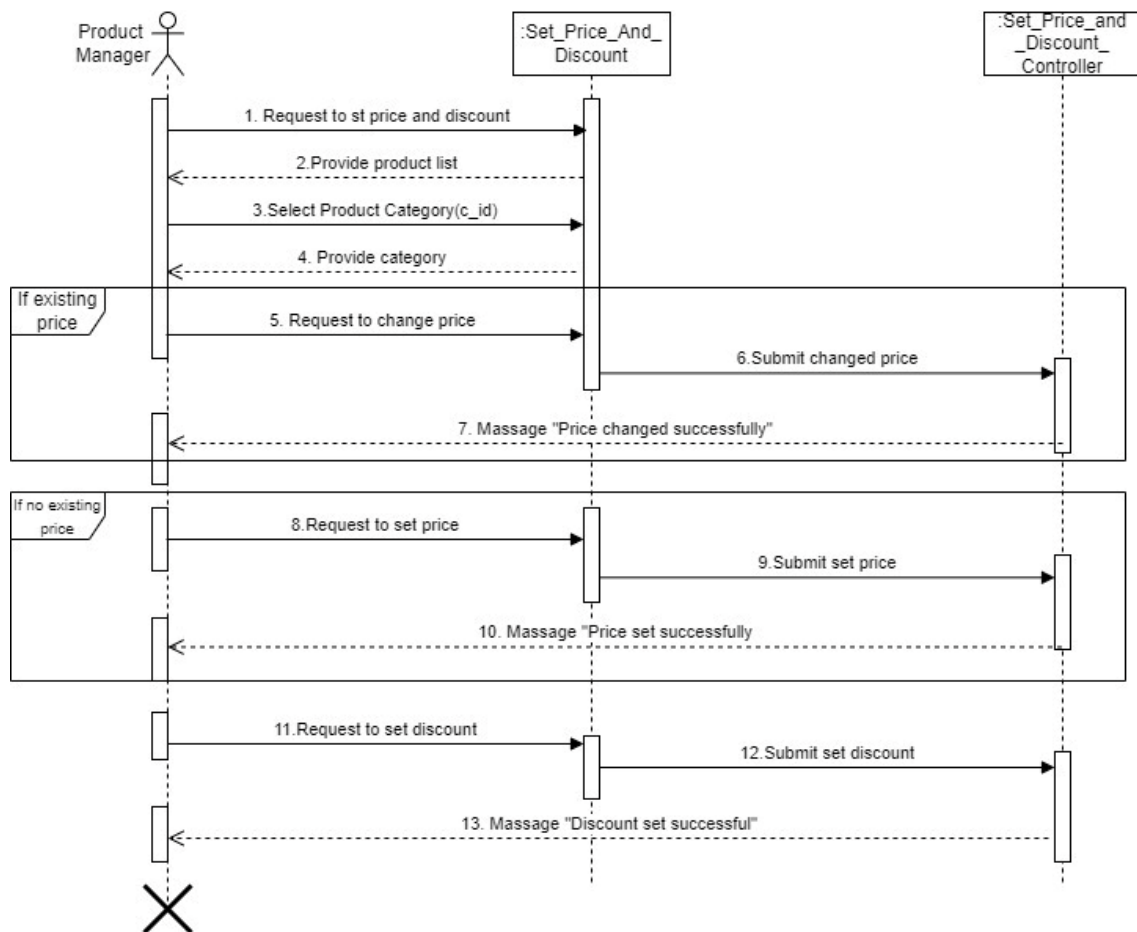 Product
Manager
:Set_Price_And_
Discount
:Set_Price_and
_Discount_
Controller
1. Request to st price and discount
2.Provide product list
3.Select Product Category(c_id)
4. Provide category
If existing
price
5. Request to change price
6.Submit changed price
7. Massage "Price changed successfully"
If no existing
price
8.Request to set price
9.Submit set price
10. Massage "Price set successfully
11.Request to set discount
12.Submit set discount
13. Massage "Discount set successful"